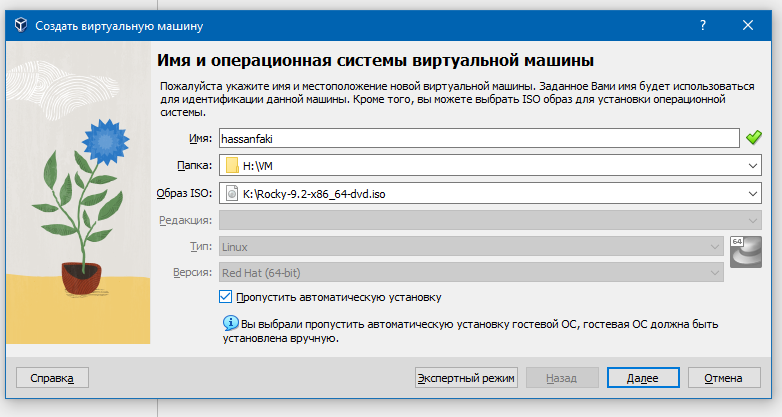 Создать виртуальную машину
Имя и операционная системы виртуальной машины
Пожалуйста укажите имя и местоположение новой виртуальной машины. Заданное Вами имя будет использоваться
для идентификации данной машины. Кроме того, вы можете выбрать ISO образ для установки операционной
системы.
Имя: hassanfaki
Папка: H:\VM
Образ ISO: K:\Rocky-9.2-x86_64-dvd.iso
Редакция:
Тип: Linux
64
Версия: Red Hat (64-bit)
Пропустить автоматическую установку
Вы выбрали пропустить автоматическую установку гостевой ОС, гостевая ОС должна быть
установлена вручную.
Справка Экспертный режим Назад Далее Отмена